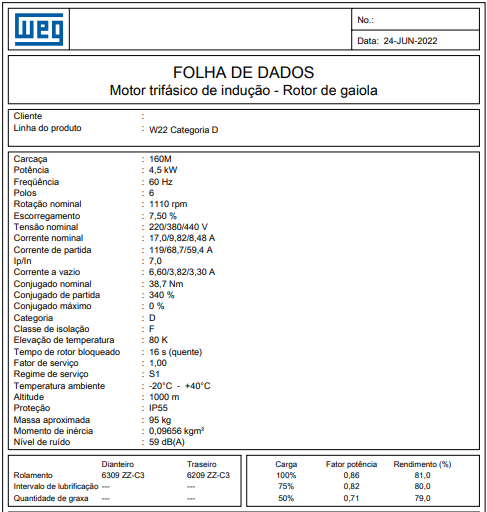 WEG
No.:
Data: 24-JUN-2022
FOLHA DE DADOS
Motor trifásico de indução - Rotor de gaiola
Cliente :
Linha do produto : W22 Categoria D
Carcaça : 160M
Potência : 4,5 kW
Freqüência : 60 Hz
Polos : 6
Rotação nominal : 1110 rpm
Escorregamento : 7,50 %
Tensão nominal : 220/380/440 V
Corrente nominal : 17,0/9,82/8,48 A
Corrente de partida : 119/68,7/59,4 A
Ip/In : 7,0
Corrente a vazio : 6,60/3,82/3,30 A
Conjugado nominal : 38,7 Nm
Conjugado de partida : 340 %
Conjugado máximo : 0 %
Categoria : D
Classe de isolação : F
Elevação de temperatura : 80 K
Tempo de rotor bloqueado : 16 s (quente)
Fator de serviço : 1,00
Regime de serviço : S1
Temperatura ambiente : -20°C - +40°C
Altitude : 1000 m
Proteção : IP55
Massa aproximada : 95 kg
Momento de inércia : 0,09656 kgm²
Nível de ruído : 59 dB(A)
Dianteiro Traseiro Carga Fator potência Rendimento (%)
Rolamento 6309 ZZ-C3 6209 ZZ-C3 100% 0,86 81,0
Intervalo de lubrificação --- --- 75% 0,82 80,0
Quantidade de graxa --- --- 50% 0,71 79,0